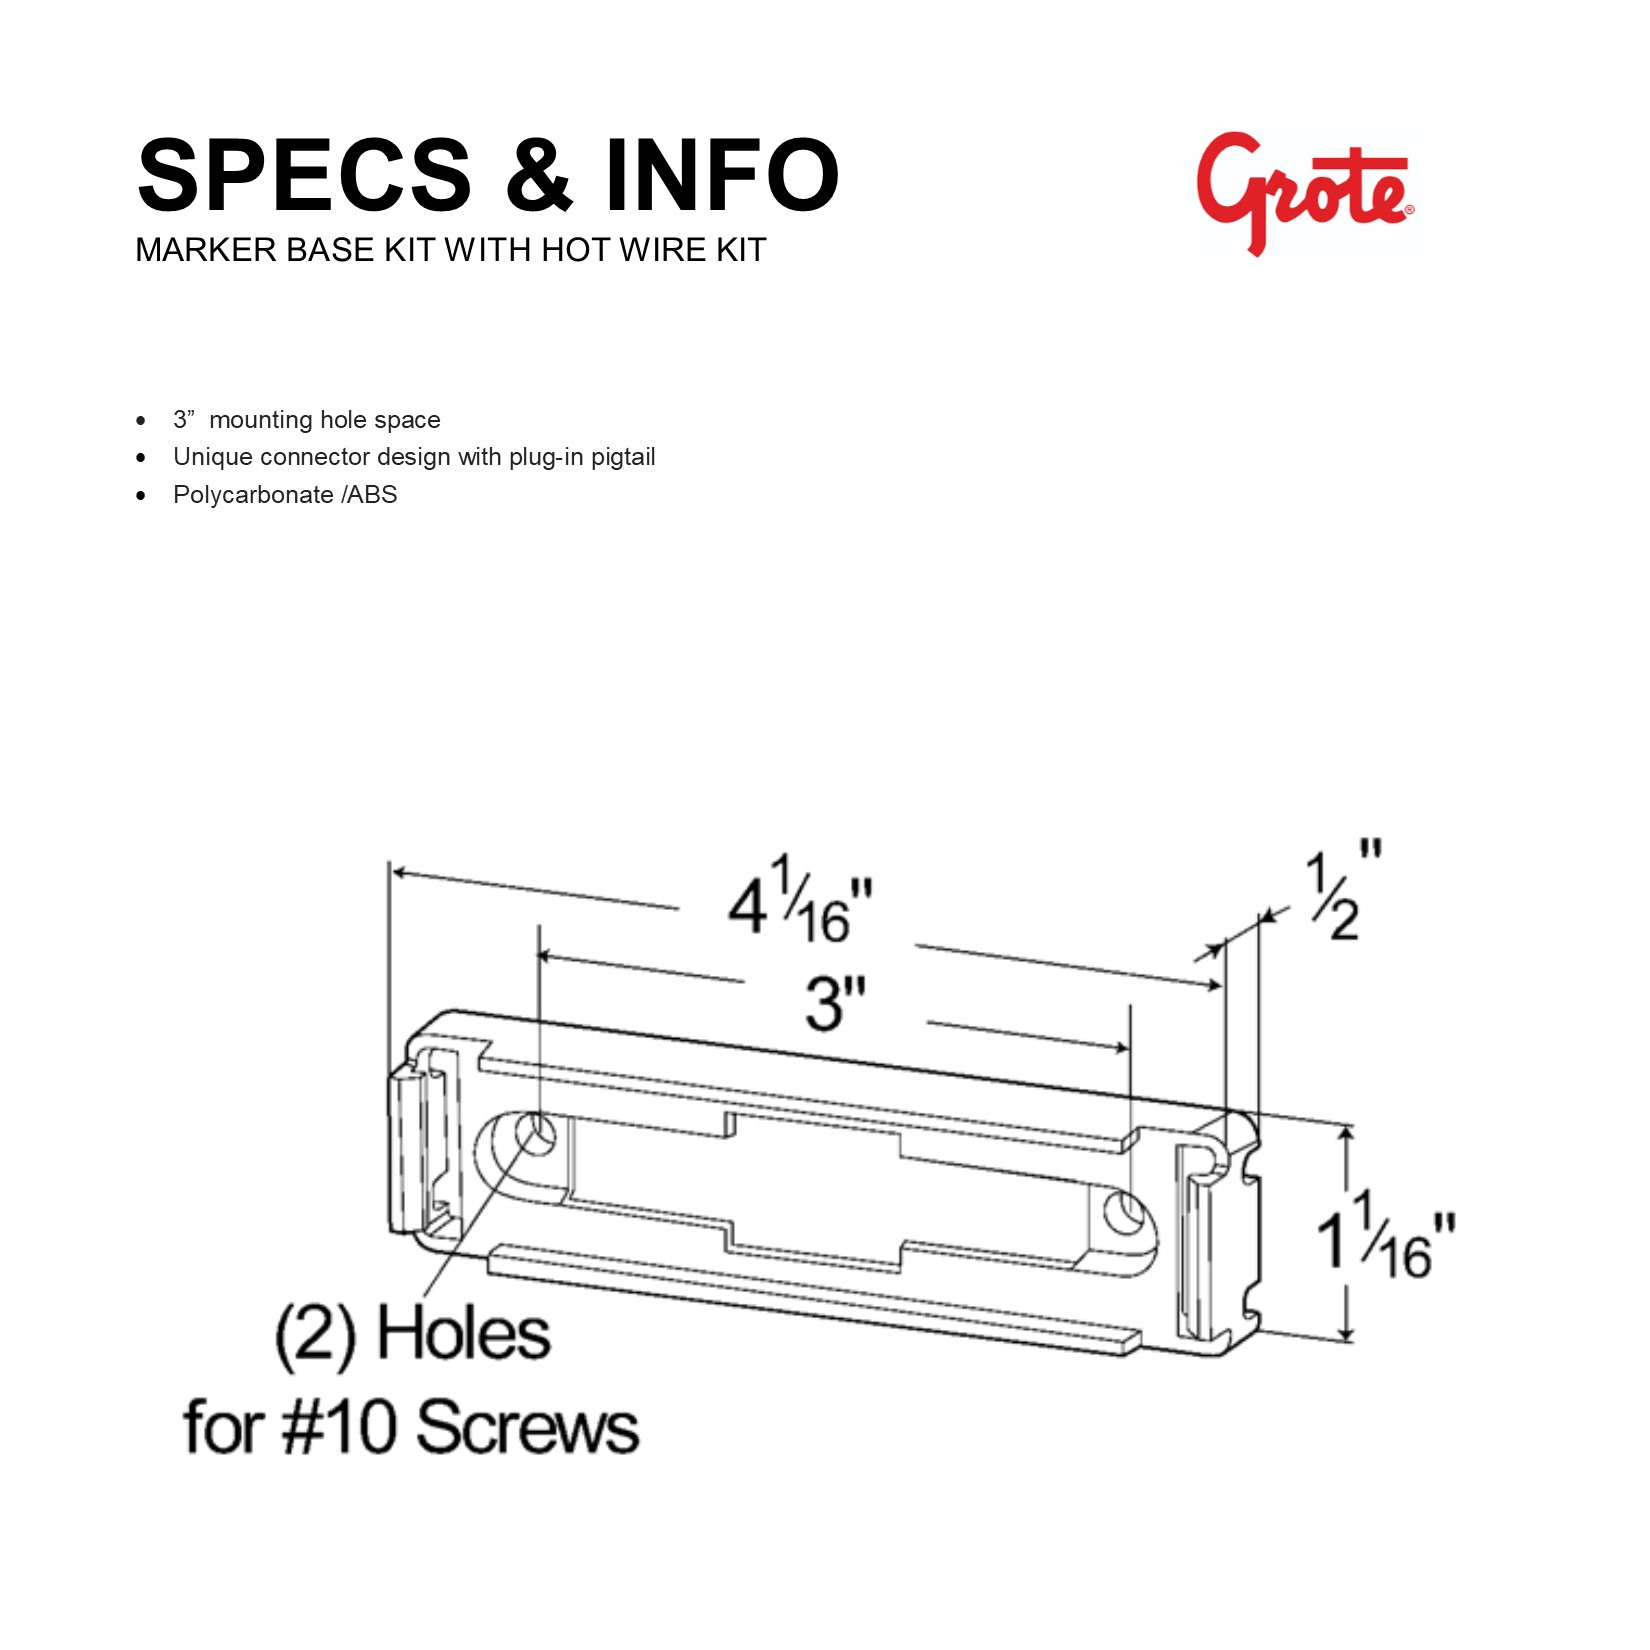 SPECS & INFO
Grote®
MARKER BASE KIT WITH HOT WIRE KIT
• 3” mounting hole space
• Unique connector design with plug-in pigtail
• Polycarbonate /ABS
4 1/16"
1/2"
3"
1 1/16"
(2) Holes
for #10 Screws